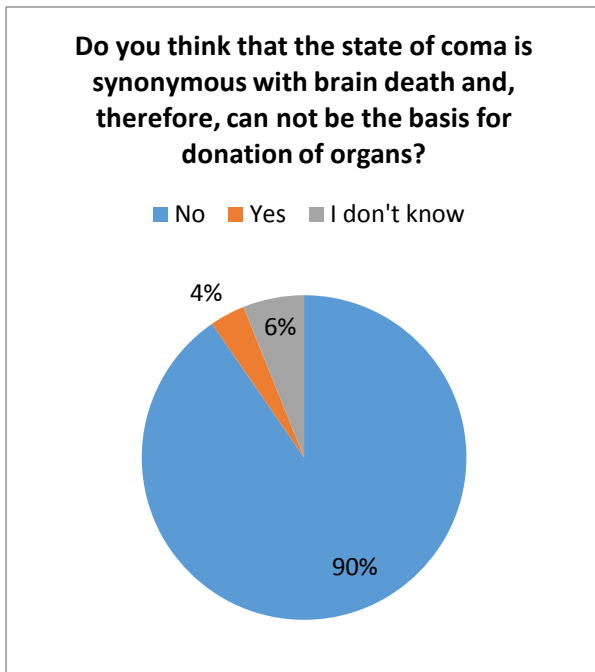 Do you think that the state of coma is
synonymous with brain death and,
therefore, can not be the basis for
donation of organs?
No Yes I don't know
4%
6%
90%